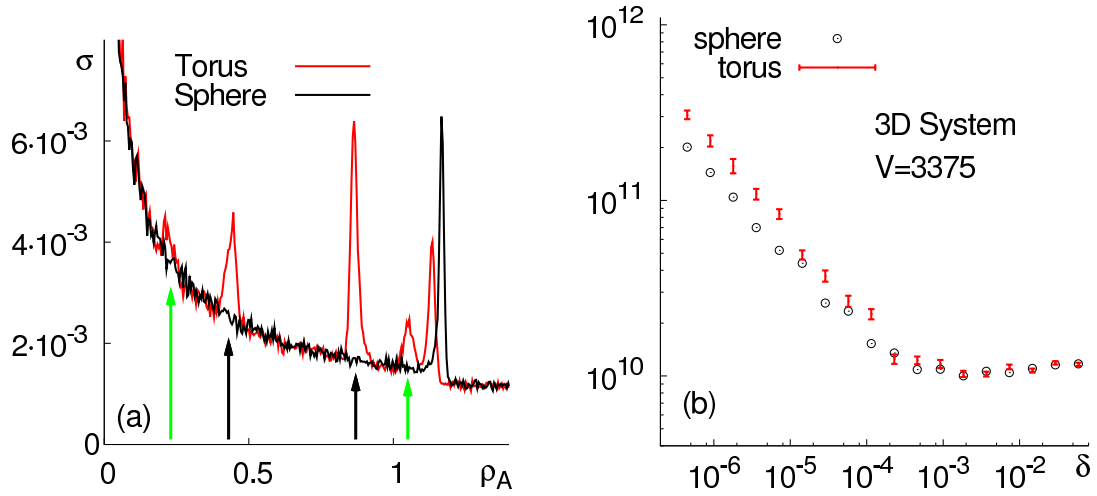 σ
Torus
Sphere
6·10⁻³
4·10⁻³
2·10⁻³
0
(a)
0 0.5 1 ρ_A
10¹²
sphere
torus
3D System
V=3375
10¹¹
10¹⁰
(b)
10⁻⁶ 10⁻⁵ 10⁻⁴ 10⁻³ 10⁻² δ